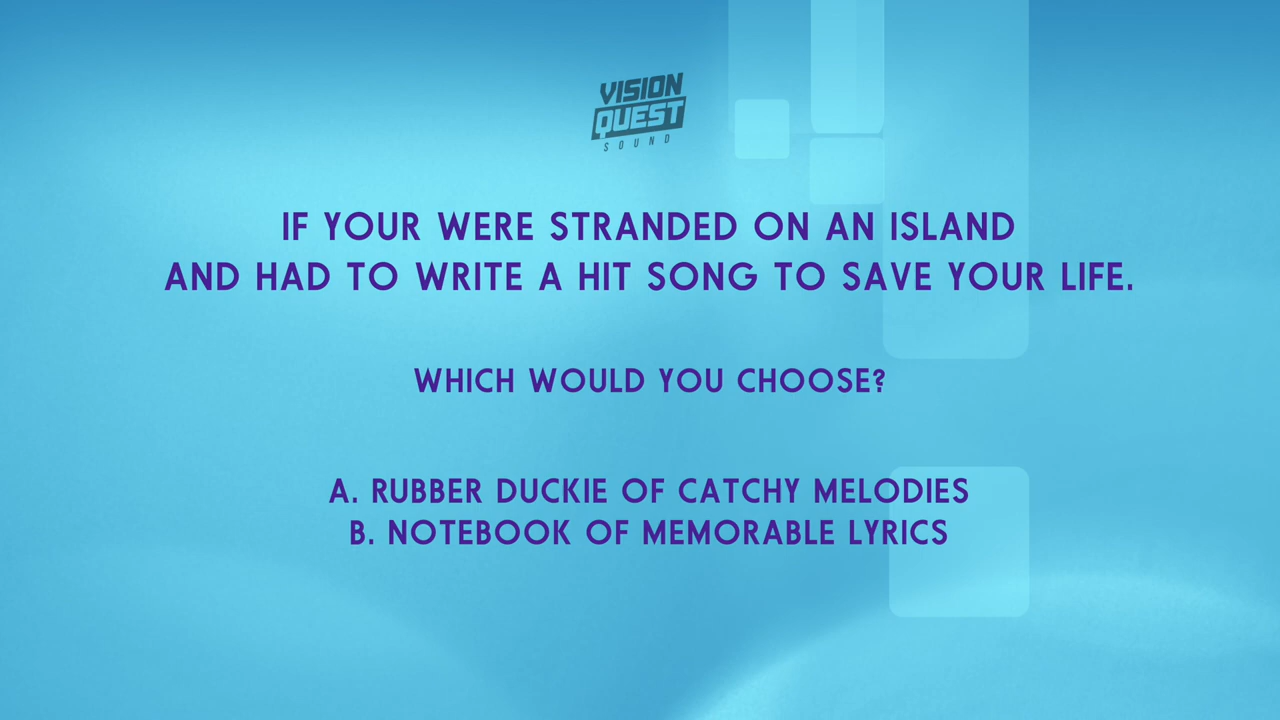 VISION
QUEST
SOUND
IF YOUR WERE STRANDED ON AN ISLAND
AND HAD TO WRITE A HIT SONG TO SAVE YOUR LIFE.
WHICH WOULD YOU CHOOSE?
A. RUBBER DUCKIE OF CATCHY MELODIES
B. NOTEBOOK OF MEMORABLE LYRICS